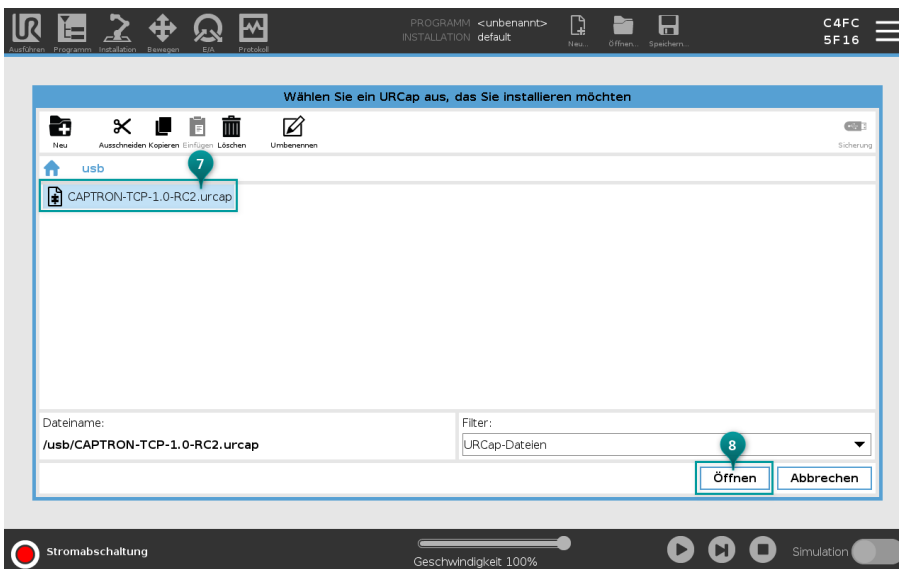 PROGRAMM <unbenannt>
INSTALLATION default
C4FC
5F16
Ausführen Programm Installation Bewegen E/A Protokoll
Neu... Öffnen... Speichern...
Wählen Sie ein URCap aus, das Sie installieren möchten
Neu Ausschneiden Kopieren Einfügen Löschen Umbenennen Sicherung
usb
7
CAPTRON-TCP-1.0-RC2.urcap
Dateiname:
/usb/CAPTRON-TCP-1.0-RC2.urcap
Filter:
URCap-Dateien
8
Öffnen Abbrechen
Stromabschaltung
Geschwindigkeit 100%
Simulation